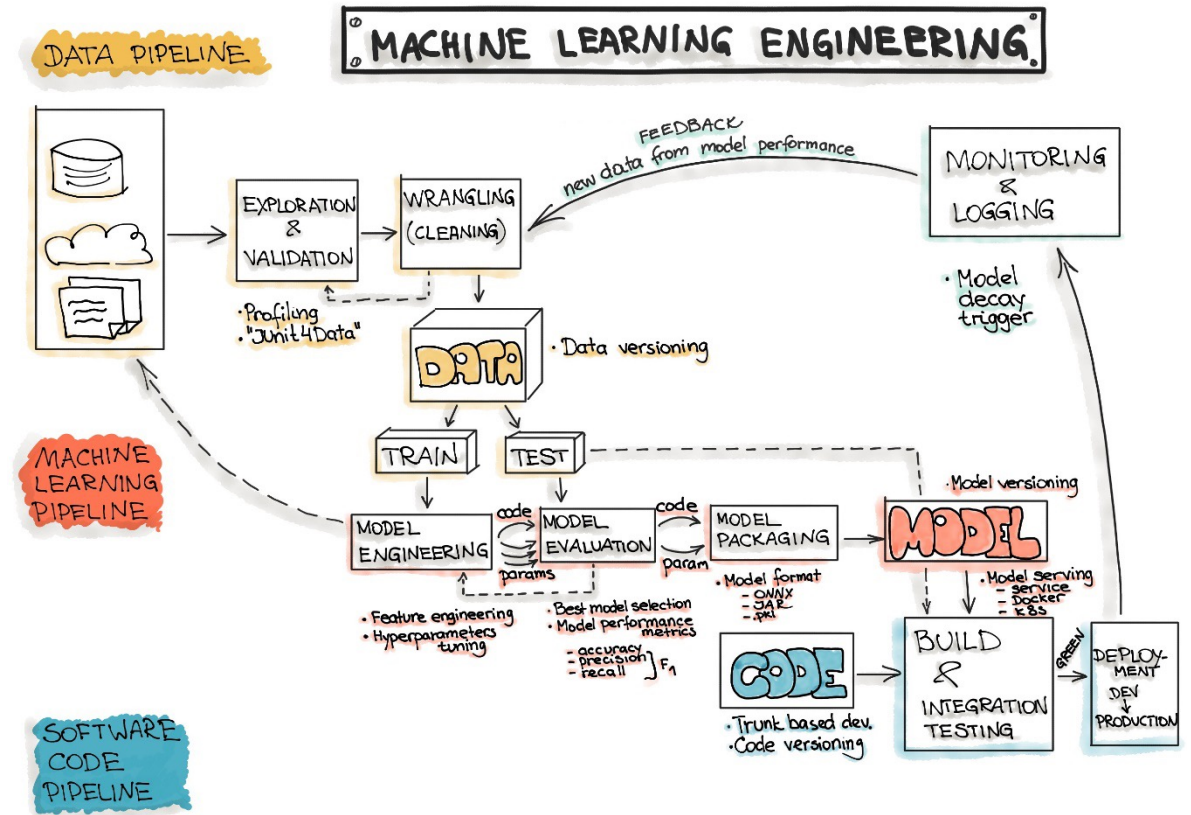 DATA PIPELINE
MACHINE LEARNING ENGINEERING
FEEDBACK
new data from model performance
MONITORING
&
LOGGING
EXPLORATION
&
VALIDATION
WRANGLING
(CLEANING)
· Model
decay
trigger
· Profiling
· "JUnit4Data"
DATA
· Data versioning
TRAIN
TEST
MACHINE
LEARNING
PIPELINE
MODEL
ENGINEERING
code
params
MODEL
EVALUATION
code
param
MODEL
PACKAGING
· Model versioning
MODEL
· Feature engineering
· Hyperparameters
tuning
· Best model selection
· Model performance
metrics
- accuracy
- precision
- recall
F1
· Model format
- ONNX
- JAR
- .pkl
· Model serving
- service
- Docker
- K8S
CODE
· Trunk based dev.
· Code versioning
BUILD
&
INTEGRATION
TESTING
GREEN
DEPLOY-
MENT
DEV
PRODUCTION
SOFTWARE
CODE
PIPELINE